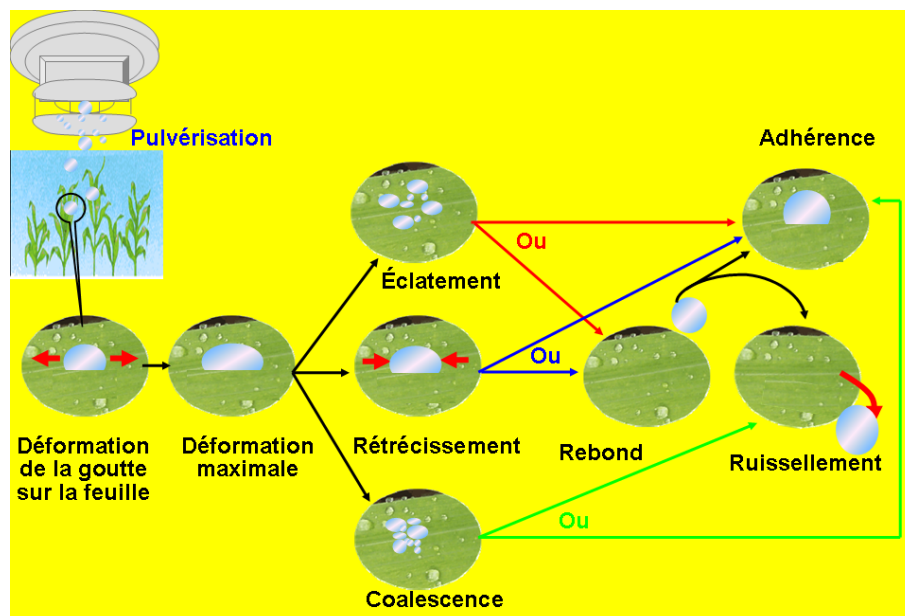 Pulvérisation
Adhérence
Ou
Éclatement
Ou
Déformation
de la goutte
sur la feuille
Déformation
maximale
Rétrécissement
Rebond
Ruissellement
Ou
Coalescence